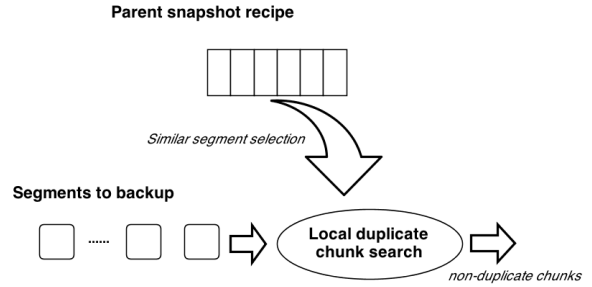 Parent snapshot recipe
Similar segment selection
Segments to backup
......
Local duplicate
chunk search
non-duplicate chunks